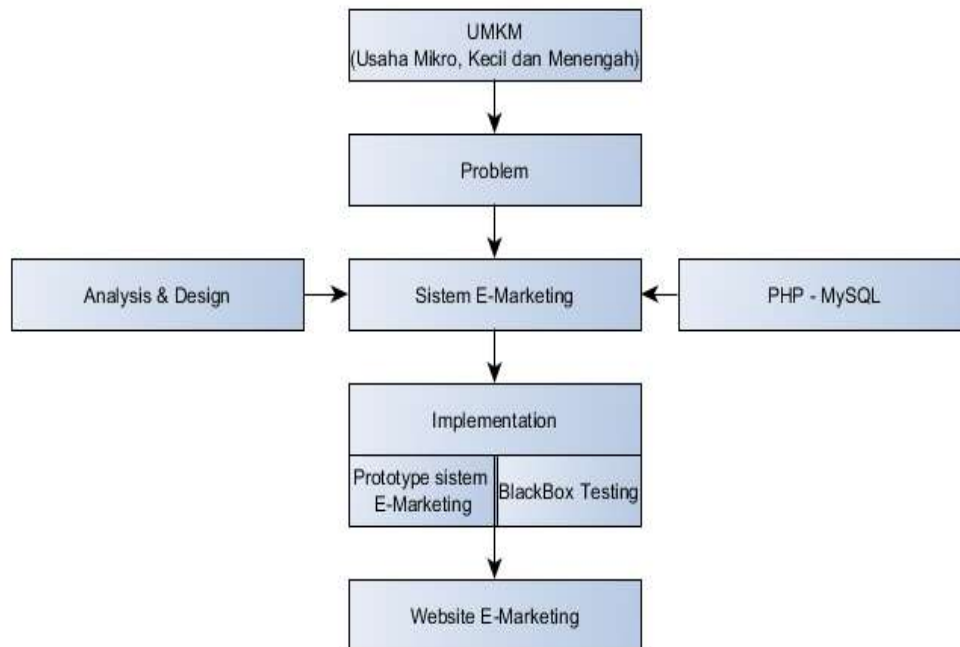 UMKM
(Usaha Mikro, Kecil dan Menengah)
Problem
Analysis & Design
Sistem E-Marketing
PHP - MySQL
Implementation
Prototype sistem
E-Marketing
BlackBox Testing
Website E-Marketing